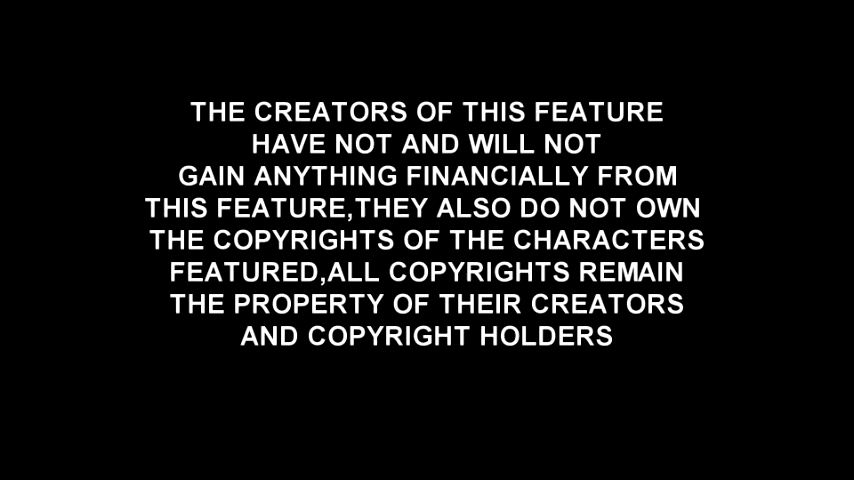 THE CREATORS OF THIS FEATURE
HAVE NOT AND WILL NOT
GAIN ANYTHING FINANCIALLY FROM
THIS FEATURE,THEY ALSO DO NOT OWN
THE COPYRIGHTS OF THE CHARACTERS
FEATURED,ALL COPYRIGHTS REMAIN
THE PROPERTY OF THEIR CREATORS
AND COPYRIGHT HOLDERS